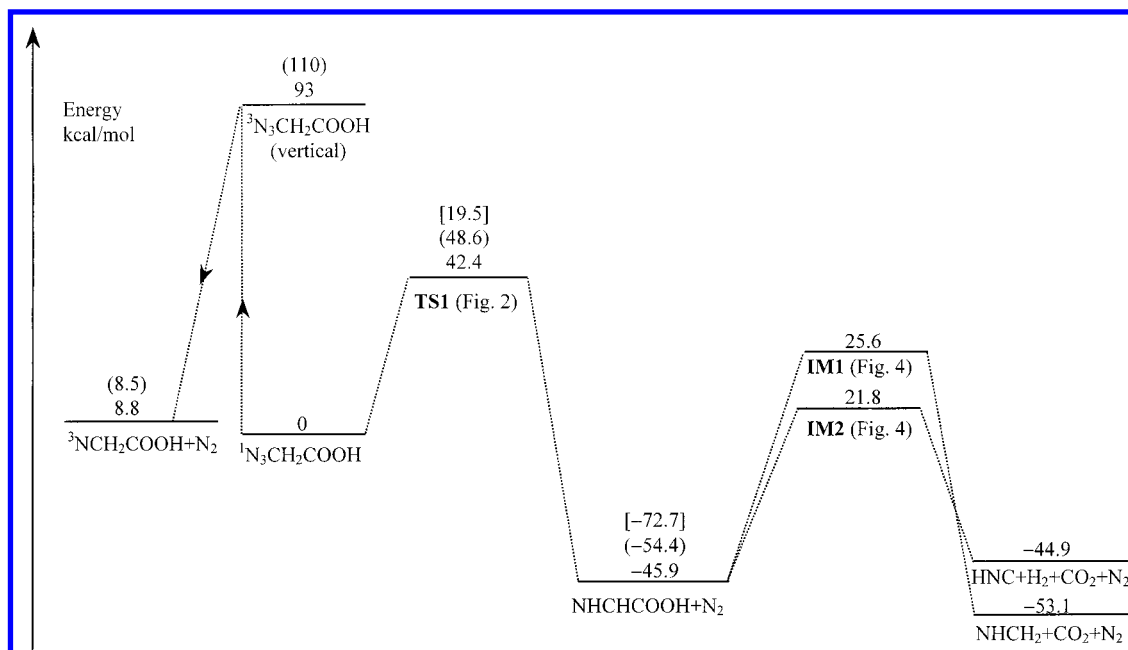 Energy
kcal/mol
(110)
93
³N₃CH₂COOH
(vertical)
(8.5)
8.8
³NCH₂COOH+N₂
0
¹N₃CH₂COOH
[19.5]
(48.6)
42.4
TS1 (Fig. 2)
[−72.7]
(−54.4)
−45.9
NHCHCOOH+N₂
25.6
IM1 (Fig. 4)
21.8
IM2 (Fig. 4)
−44.9
HNC+H₂+CO₂+N₂
−53.1
NHCH₂+CO₂+N₂